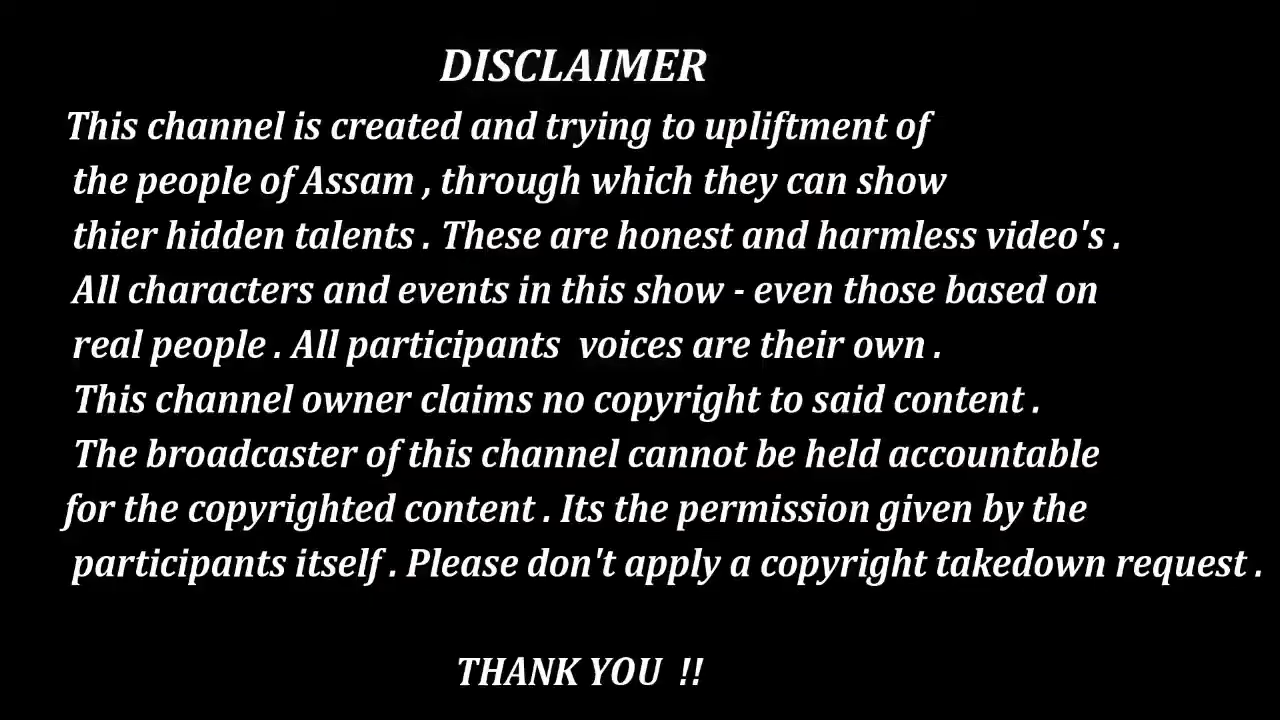 DISCLAIMER
This channel is created and trying to upliftment of
the people of Assam , through which they can show
thier hidden talents . These are honest and harmless video's .
All characters and events in this show - even those based on
real people . All participants  voices are their own .
This channel owner claims no copyright to said content .
The broadcaster of this channel cannot be held accountable
for the copyrighted content . Its the permission given by the
participants itself . Please don't apply a copyright takedown request .
THANK YOU  !!